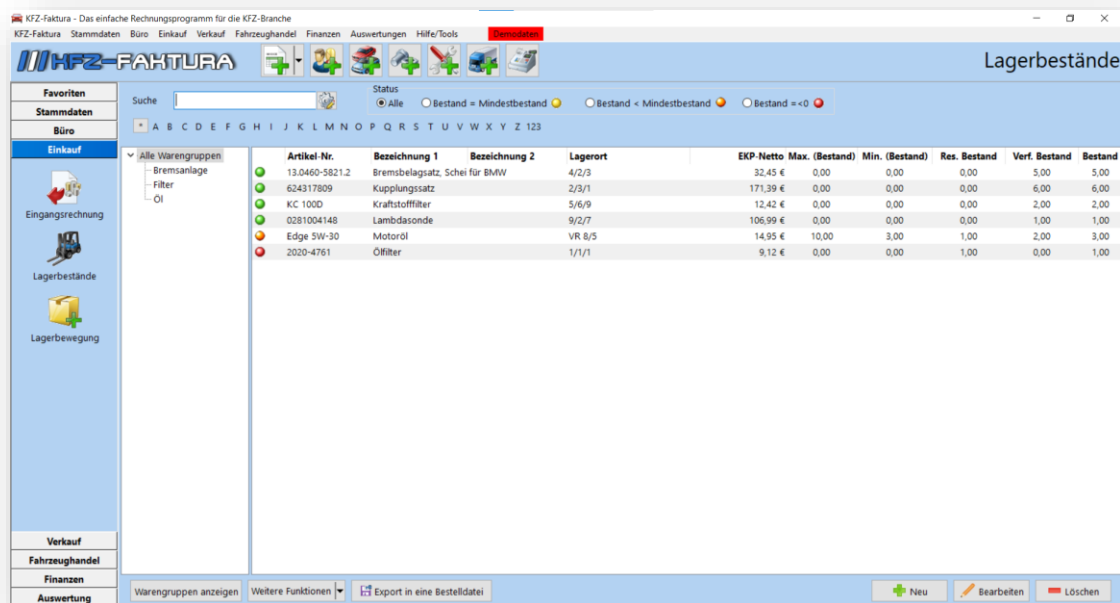 KFZ-Faktura - Das einfache Rechnungsprogramm für die KFZ-Branche
KFZ-Faktura Stammdaten Büro Einkauf Verkauf Fahrzeughandel Finanzen Auswertungen Hilfe/Tools Demodaten
KFZ-FAKTURA Lagerbestände
Favoriten
Stammdaten
Büro
Einkauf
Eingangsrechnung
Lagerbestände
Lagerbewegung
Verkauf
Fahrzeughandel
Finanzen
Auswertung
Suche
Status
Alle Bestand = Mindestbestand Bestand < Mindestbestand Bestand =<0
* A B C D E F G H I J K L M N O P Q R S T U V W X Y Z 123
Alle Warengruppen
Bremsanlage
Filter
Öl
Artikel-Nr. Bezeichnung 1 Bezeichnung 2 Lagerort EKP-Netto Max. (Bestand) Min. (Bestand) Res. Bestand Verf. Bestand Bestand
13.0460-5821.2 Bremsbelagsatz, Schei für BMW 4/2/3 32,45 € 0,00 0,00 0,00 5,00 5,00
624317809 Kupplungssatz 2/3/1 171,39 € 0,00 0,00 0,00 6,00 6,00
KC 100D Kraftstofffilter 5/6/9 12,42 € 0,00 0,00 0,00 2,00 2,00
0281004148 Lambdasonde 9/2/7 106,99 € 0,00 0,00 0,00 1,00 1,00
Edge 5W-30 Motoröl VR 8/5 14,95 € 10,00 3,00 1,00 2,00 3,00
2020-4761 Ölfilter 1/1/1 9,12 € 0,00 0,00 1,00 0,00 1,00
Warengruppen anzeigen Weitere Funktionen Export in eine Bestelldatei Neu Bearbeiten Löschen